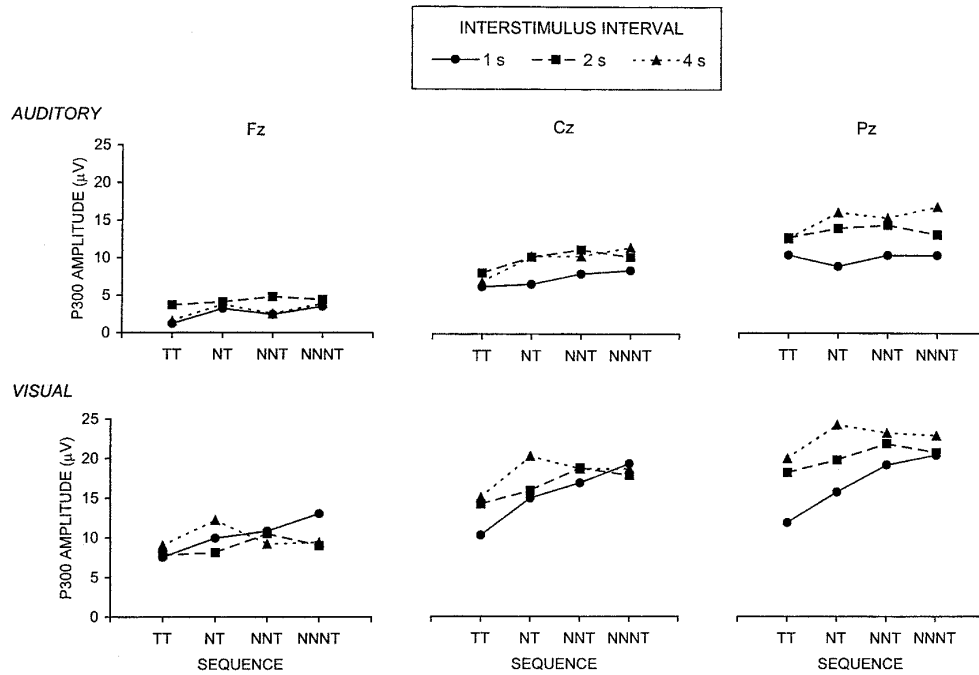 INTERSTIMULUS INTERVAL
1 s 2 s 4 s
AUDITORY
Fz Cz Pz
P300 AMPLITUDE (μV)
25
20
15
10
5
0
TT NT NNT NNNT TT NT NNT NNNT TT NT NNT NNNT
VISUAL
P300 AMPLITUDE (μV)
25
20
15
10
5
0
TT NT NNT NNNT TT NT NNT NNNT TT NT NNT NNNT
SEQUENCE SEQUENCE SEQUENCE